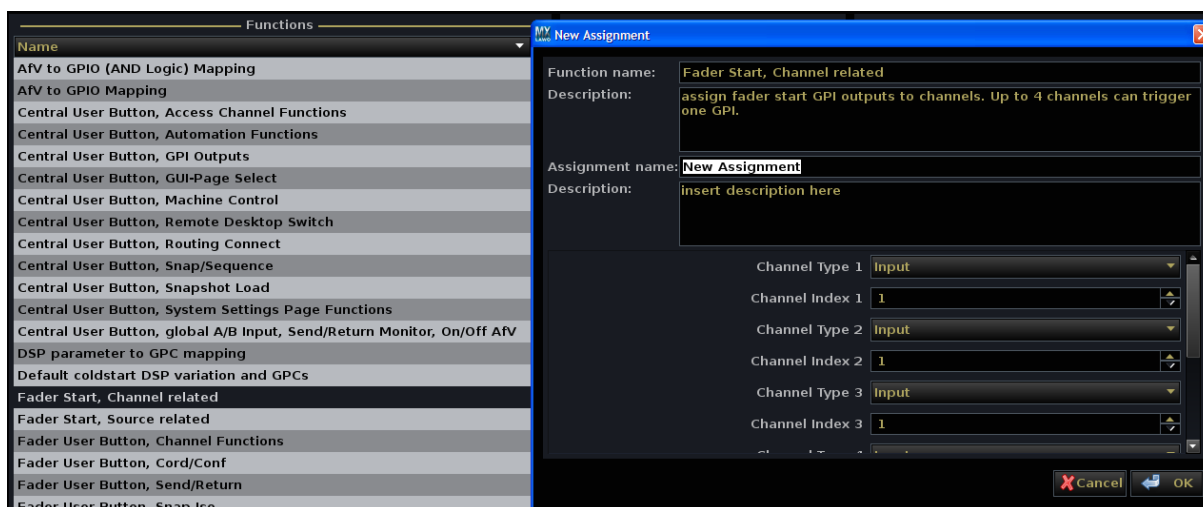 Functions
Name
AfV to GPIO (AND Logic) Mapping
AfV to GPIO Mapping
Central User Button, Access Channel Functions
Central User Button, Automation Functions
Central User Button, GPI Outputs
Central User Button, GUI-Page Select
Central User Button, Machine Control
Central User Button, Remote Desktop Switch
Central User Button, Routing Connect
Central User Button, Snap/Sequence
Central User Button, Snapshot Load
Central User Button, System Settings Page Functions
Central User Button, global A/B Input, Send/Return Monitor, On/Off AfV
DSP parameter to GPC mapping
Default coldstart DSP variation and GPCs
Fader Start, Channel related
Fader Start, Source related
Fader User Button, Channel Functions
Fader User Button, Cord/Conf
Fader User Button, Send/Return
Fader User Button, Snap Iso
New Assignment
Function name: Fader Start, Channel related
Description: assign fader start GPI outputs to channels. Up to 4 channels can trigger
one GPI.
Assignment name: New Assignment
Description: insert description here
Channel Type 1 Input
Channel Index 1 1
Channel Type 2 Input
Channel Index 2 1
Channel Type 3 Input
Channel Index 3 1
Cancel OK